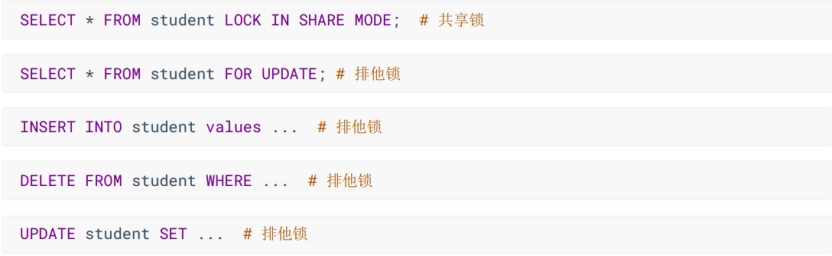 SELECT * FROM student LOCK IN SHARE MODE;  # 共享锁
SELECT * FROM student FOR UPDATE; # 排他锁
INSERT INTO student values ...  # 排他锁
DELETE FROM student WHERE ...  # 排他锁
UPDATE student SET ...  # 排他锁